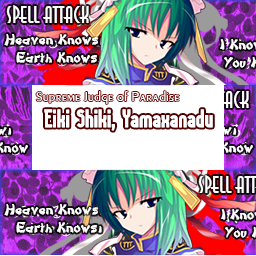 SPELL ATTACK
Heaven Knows
Earth Knows
I Know
You K
Supreme Judge of Paradise
Eiki Shiki, Yamaxanadu
ACK
SPELL ATTACK
Heaven Knows
Earth Knows
I Know
You K